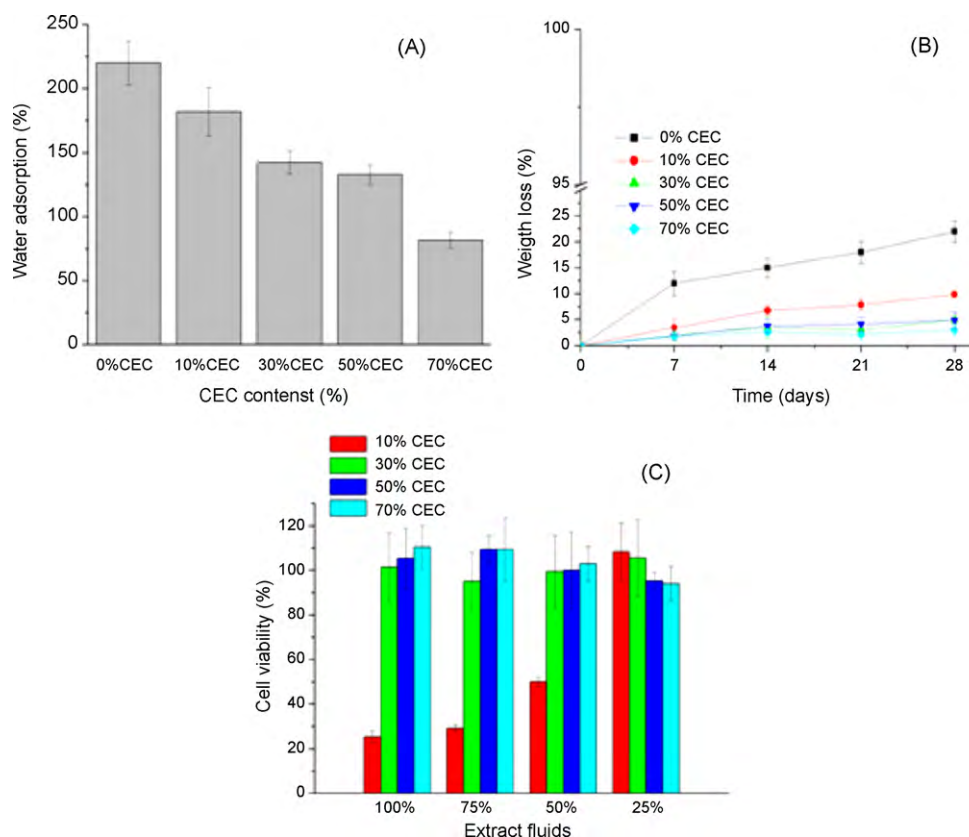 (A)
250
200
150
100
50
0
Water adsorption (%)
0%CEC 10%CEC 30%CEC 50%CEC 70%CEC
CEC contenst (%)
(B)
100
95
25
20
15
10
5
0
Weigth loss (%)
0% CEC
10% CEC
30% CEC
50% CEC
70% CEC
0 7 14 21 28
Time (days)
10% CEC
30% CEC
50% CEC
70% CEC
(C)
120
100
80
60
40
20
0
Cell viability (%)
100% 75% 50% 25%
Extract fluids